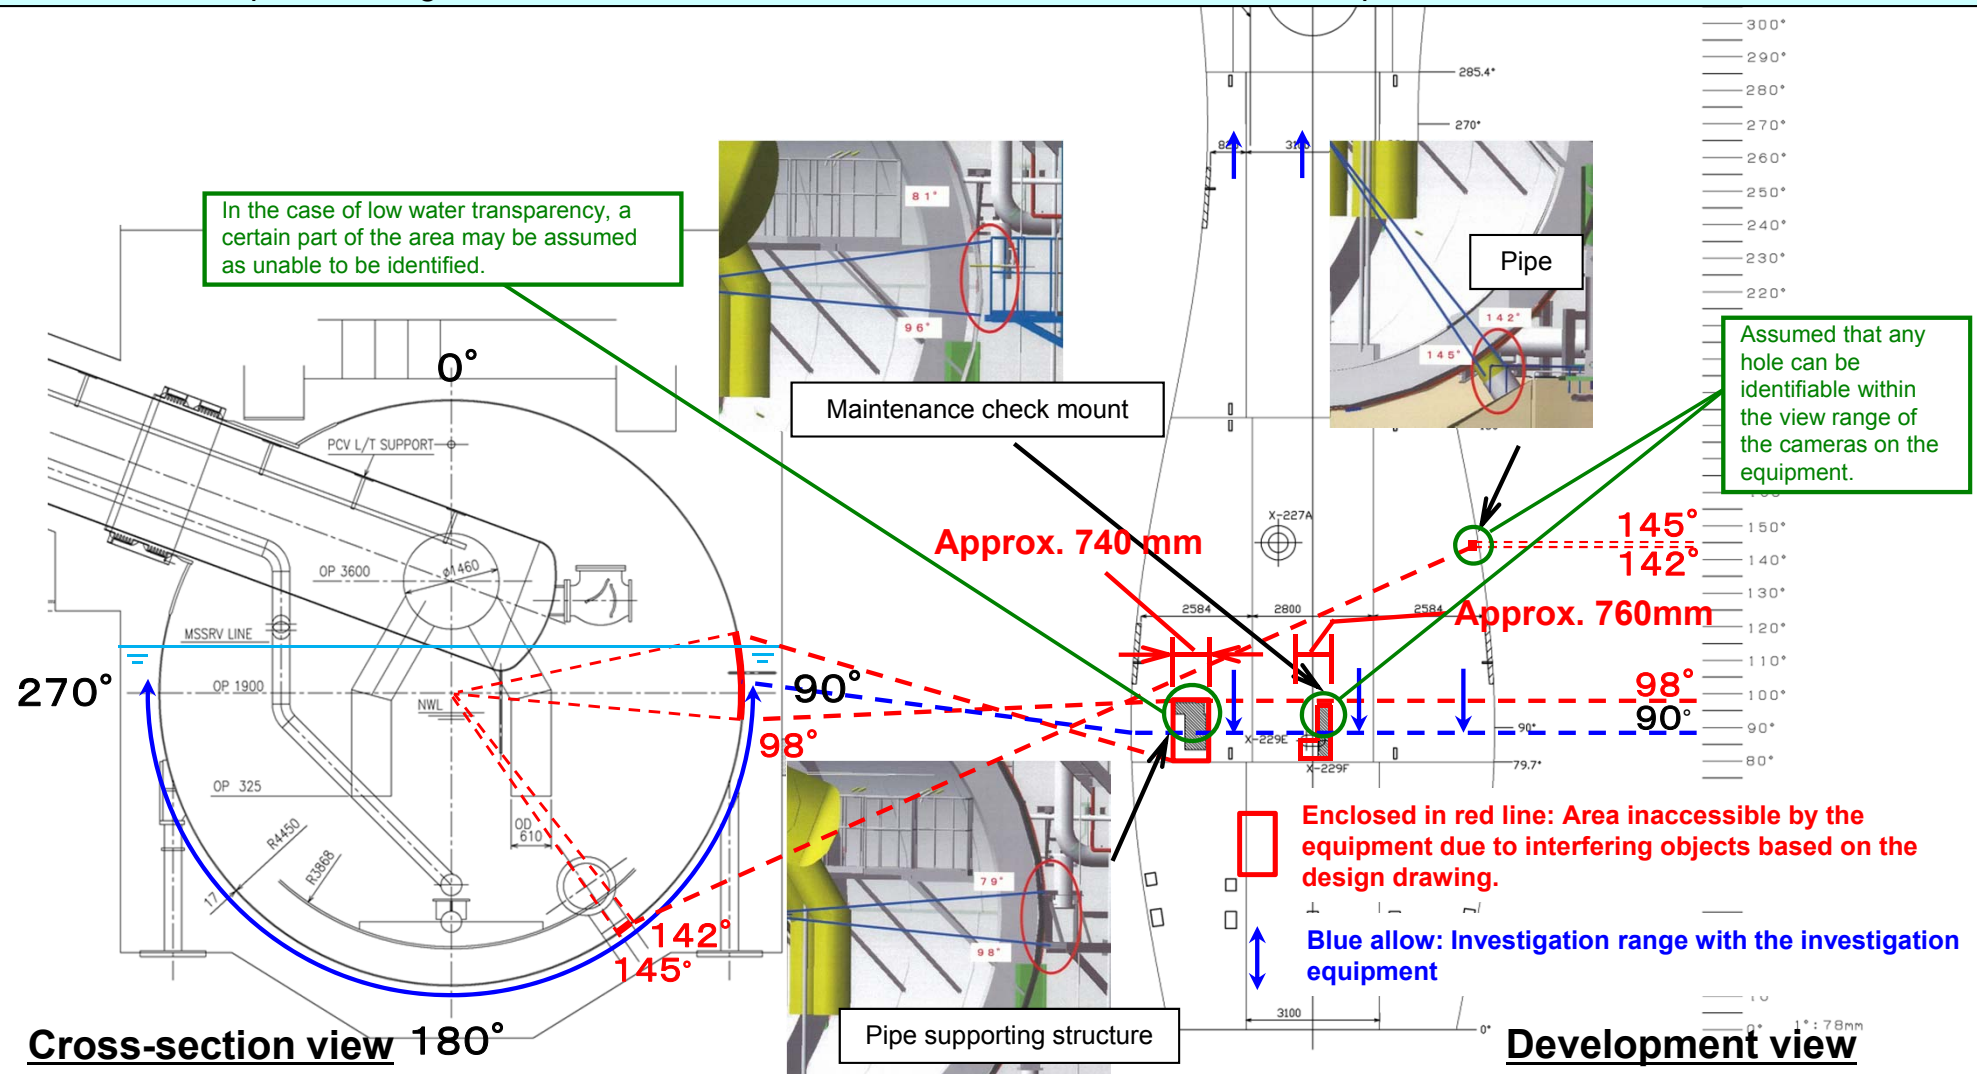 In the case of low water transparency, a
certain part of the area may be assumed
as unable to be identified.
0°
PCV L/T SUPPORT
OP 3600
ø1460
MSSRV LINE
270°
OP 1900
NWL
90°
98°
OP 325
OD
610
R4450
R3868
17
142°
145°
180°
Cross-section view
81°
96°
Maintenance check mount
79°
98°
Pipe supporting structure
Pipe
142°
145°
Assumed that any
hole can be
identifiable within
the view range of
the cameras on the
equipment.
285.4°
270°
X-227A
Approx. 740 mm
2584
2800
2584
Approx. 760mm
145°
142°
98°
90°
90°
X-229E
X-229F
79.7°
Enclosed in red line: Area inaccessible by the
equipment due to interfering objects based on the
design drawing.
Blue allow: Investigation range with the investigation
equipment
3100
0°
300°
290°
280°
270°
260°
250°
240°
230°
220°
150°
140°
130°
120°
110°
100°
90°
80°
0°
1°:78mm
Development view